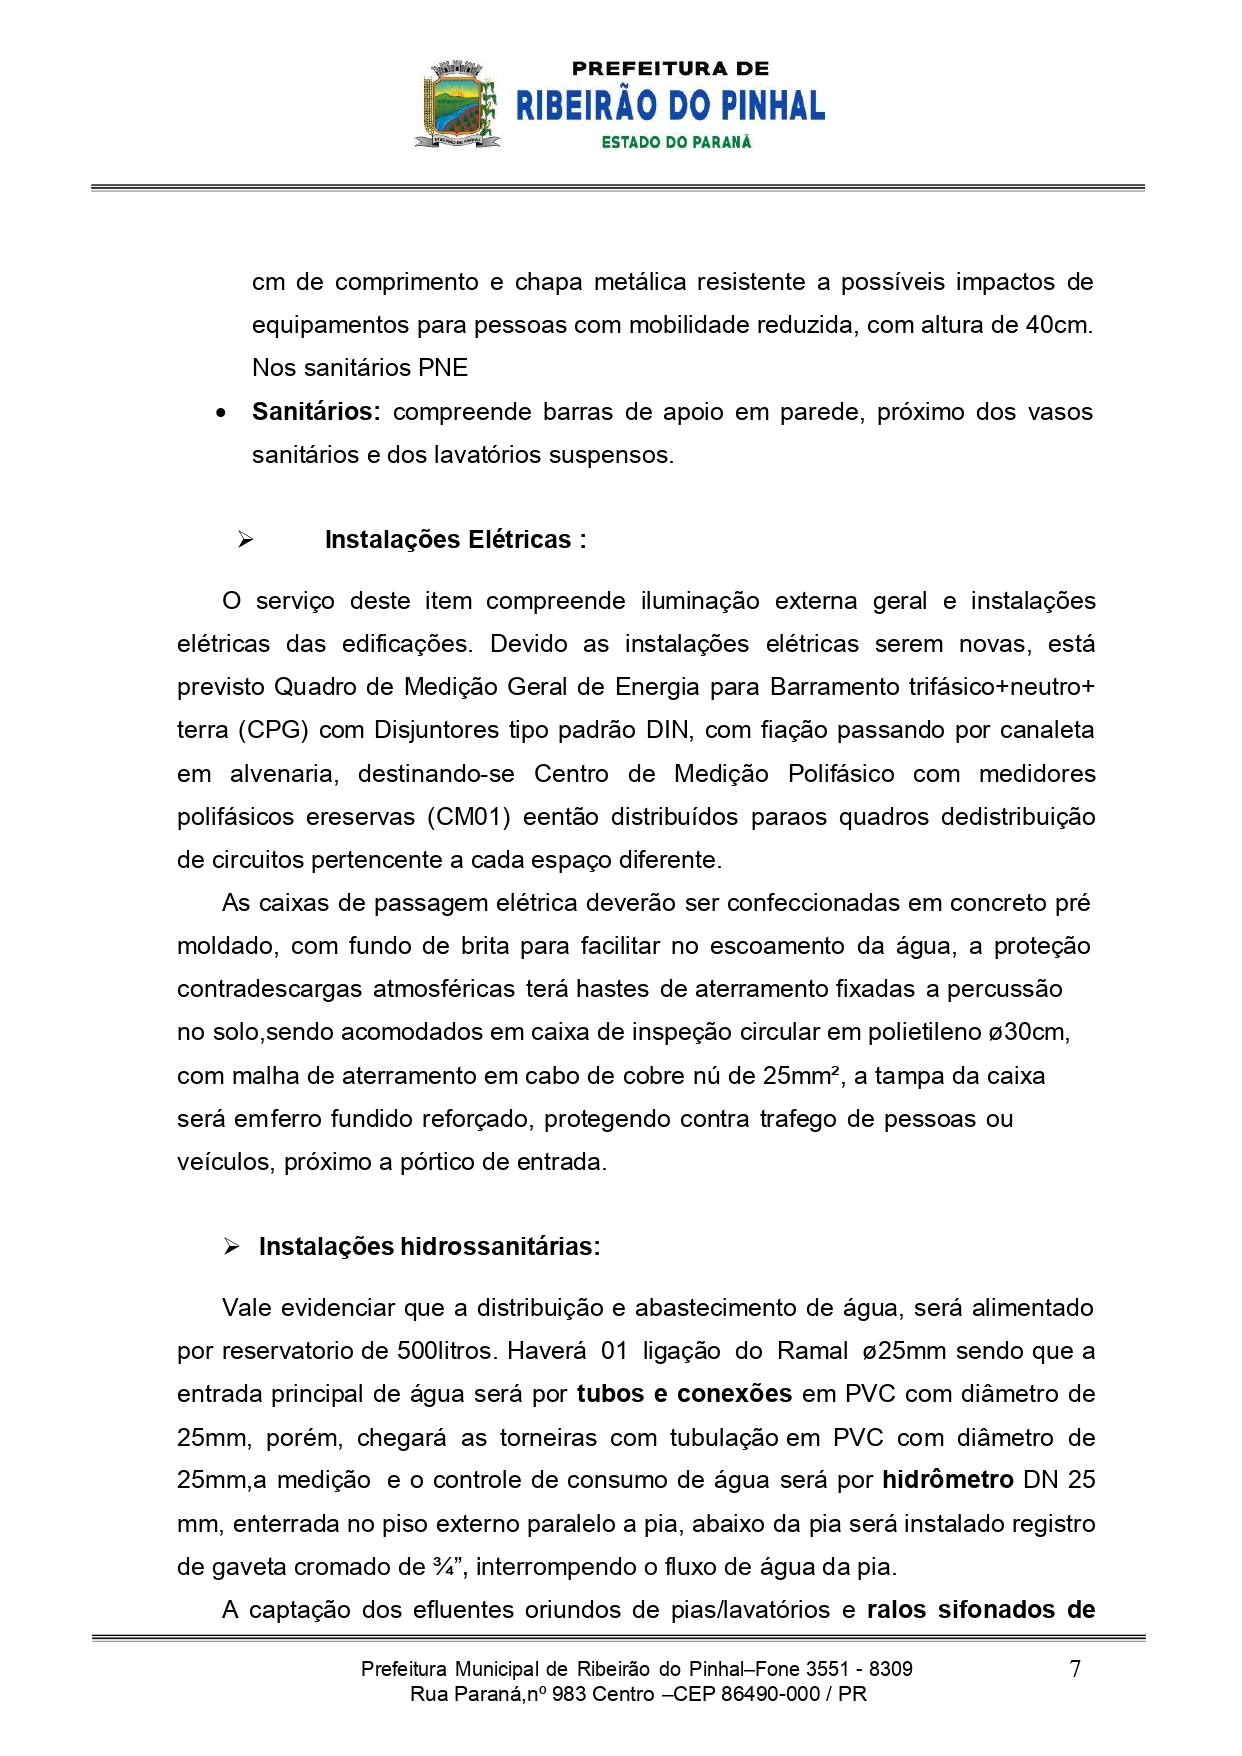 PREFEITURA DE
RIBEIRÃO DO PINHAL
ESTADO DO PARANÁ
RIBEIRÃO DO PINHAL
cm de comprimento e chapa metálica resistente a possíveis impactos de
equipamentos para pessoas com mobilidade reduzida, com altura de 40cm.
Nos sanitários PNE
• Sanitários: compreende barras de apoio em parede, próximo dos vasos
sanitários e dos lavatórios suspensos.
➢ Instalações Elétricas :
O serviço deste item compreende iluminação externa geral e instalações
elétricas das edificações. Devido as instalações elétricas serem novas, está
previsto Quadro de Medição Geral de Energia para Barramento trifásico+neutro+
terra (CPG) com Disjuntores tipo padrão DIN, com fiação passando por canaleta
em alvenaria, destinando-se Centro de Medição Polifásico com medidores
polifásicos ereservas (CM01) eentão distribuídos paraos quadros dedistribuição
de circuitos pertencente a cada espaço diferente.
As caixas de passagem elétrica deverão ser confeccionadas em concreto pré
moldado, com fundo de brita para facilitar no escoamento da água, a proteção
contradescargas atmosféricas terá hastes de aterramento fixadas a percussão
no solo,sendo acomodados em caixa de inspeção circular em polietileno ø30cm,
com malha de aterramento em cabo de cobre nú de 25mm², a tampa da caixa
será emferro fundido reforçado, protegendo contra trafego de pessoas ou
veículos, próximo a pórtico de entrada.
➢ Instalações hidrossanitárias:
Vale evidenciar que a distribuição e abastecimento de água, será alimentado
por reservatorio de 500litros. Haverá 01 ligação do Ramal ø25mm sendo que a
entrada principal de água será por tubos e conexões em PVC com diâmetro de
25mm, porém, chegará as torneiras com tubulação em PVC com diâmetro de
25mm,a medição e o controle de consumo de água será por hidrômetro DN 25
mm, enterrada no piso externo paralelo a pia, abaixo da pia será instalado registro
de gaveta cromado de ¾”, interrompendo o fluxo de água da pia.
A captação dos efluentes oriundos de pias/lavatórios e ralos sifonados de
Prefeitura Municipal de Ribeirão do Pinhal–Fone 3551 - 8309 7
Rua Paraná,nº 983 Centro –CEP 86490-000 / PR